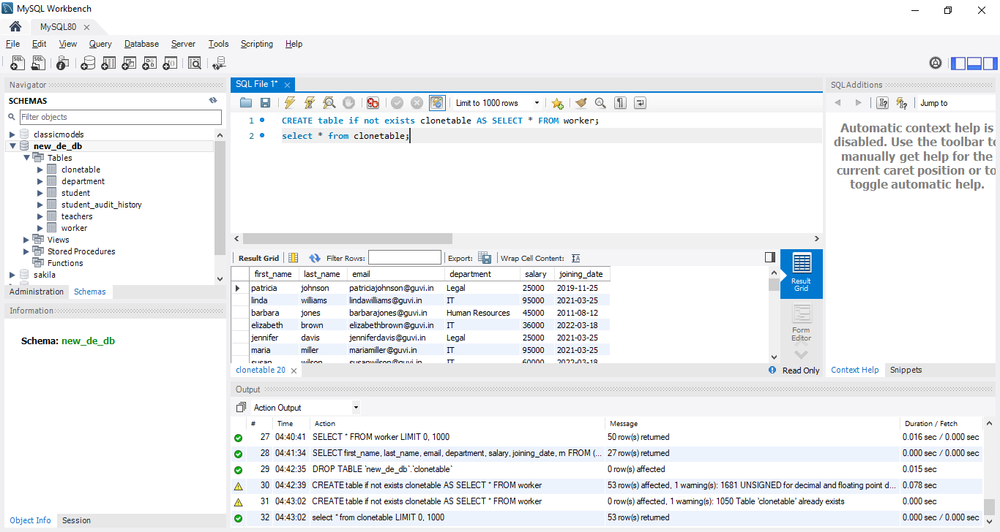 MySQL Workbench
MySQL80
File Edit View Query Database Server Tools Scripting Help
Navigator
SCHEMAS
Filter objects
classicmodels
new_de_db
Tables
clonetable
department
student
student_audit_history
teachers
worker
Views
Stored Procedures
Functions
sakila
Administration Schemas
Information
Schema: new_de_db
Object Info Session
SQL File 1*
Limit to 1000 rows
1 CREATE table if not exists clonetable AS SELECT * FROM worker;
2 select * from clonetable;
Result Grid Filter Rows: Export: Wrap Cell Content:
first_name last_name email department salary joining_date
patricia johnson patriciajohnson@guvi.in Legal 25000 2019-11-25
linda williams lindawilliams@guvi.in IT 95000 2021-03-25
barbara jones barbarajones@guvi.in Human Resources 45000 2011-08-12
elizabeth brown elizabethbrown@guvi.in IT 36000 2022-03-18
jennifer davis jenniferdavis@guvi.in Legal 25000 2021-03-25
maria miller mariamiller@guvi.in IT 95000 2021-03-25
susan wilson susanwilson@guvi.in IT 60000 2022-03-18
Result
Grid
Form
Editor
clonetable 20
Read Only
SQLAdditions
Jump to
Automatic context help is
disabled. Use the toolbar to
manually get help for the
current caret position or to
toggle automatic help.
Context Help Snippets
Output
Action Output
# Time Action Message Duration / Fetch
27 04:40:41 SELECT * FROM worker LIMIT 0, 1000 50 row(s) returned 0.016 sec / 0.000 sec
28 04:41:34 SELECT first_name, last_name, email, department, salary, joining_date, rn FROM (... 27 row(s) returned 0.000 sec / 0.000 sec
29 04:42:35 DROP TABLE `new_de_db`.`clonetable` 0 row(s) affected 0.015 sec
30 04:42:39 CREATE table if not exists clonetable AS SELECT * FROM worker 53 row(s) affected, 1 warning(s): 1681 UNSIGNED for decimal and floating point d... 0.078 sec
31 04:43:02 CREATE table if not exists clonetable AS SELECT * FROM worker 0 row(s) affected, 1 warning(s): 1050 Table 'clonetable' already exists 0.000 sec
32 04:43:02 select * from clonetable LIMIT 0, 1000 53 row(s) returned 0.000 sec / 0.000 sec